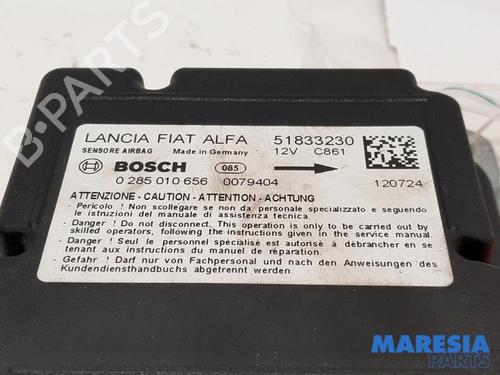 LANCIA FIAT ALFA 51833230
SENSORE AIRBAG Made in Germany 12V C861
BOSCH 085
0 285 010 656 0079404 120724
ATTENZIONE - CAUTION - ATTENTION - ACHTUNG
- Pericolo ! Non scollegare da non personale specializzato e seguendo
le istruzioni del manuale di assistenza tecnica.
- Danger ! Do not disconnect. This operation is only to be carried out by
skilled operators, following the instructions given in the service manual.
- Danger ! Seul le personnel spécialisé est autorisé à débrancher en se
tenant aux instructions du manuel de réparation.
- Gefahr ! Darf nur von Fachpersonal und nach den Anweisungen des
Kundendiensthandbuchs abgetrennt werden.
B-PARTS
MARESIA
PARTS